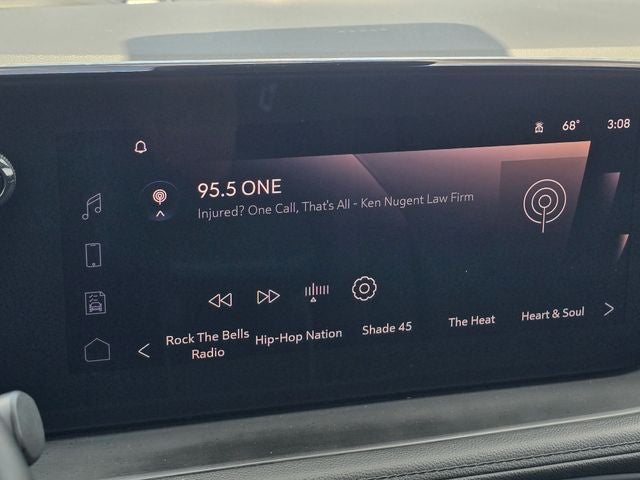 68° 3:08
95.5 ONE
Injured? One Call, That's All - Ken Nugent Law Firm
Rock The Bells Radio
Hip-Hop Nation
Shade 45
The Heat
Heart & Soul